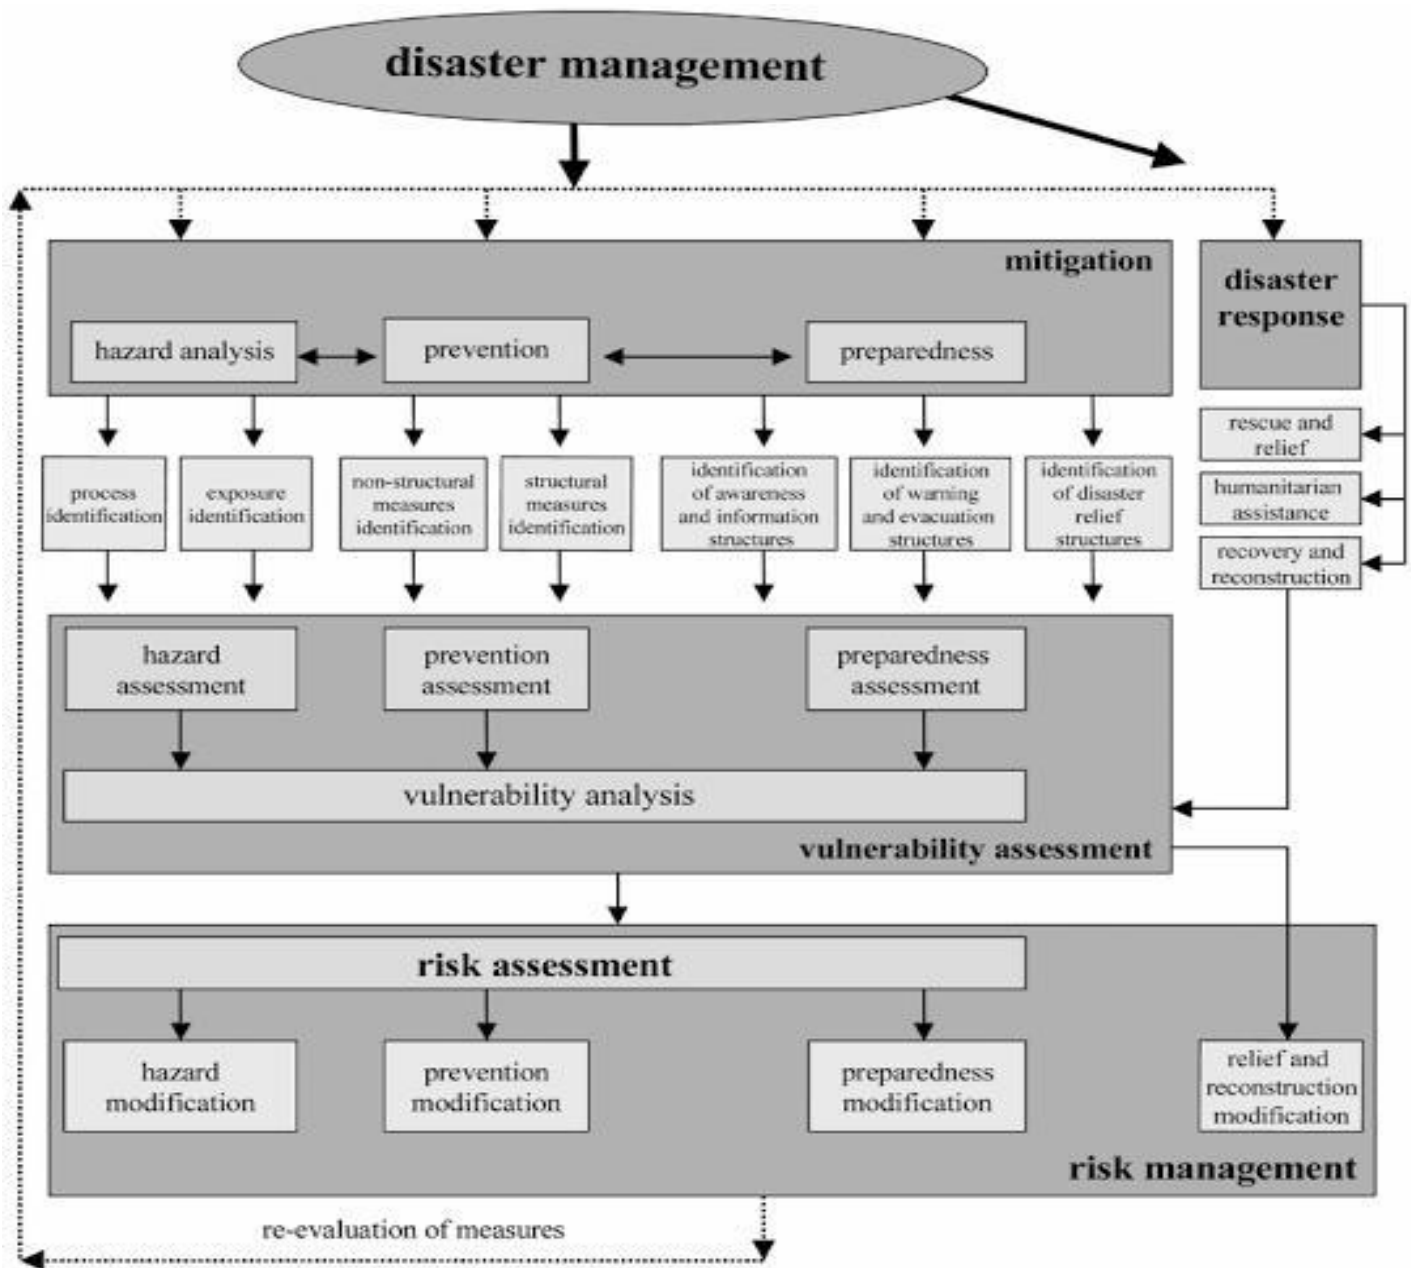 disaster management
mitigation
disaster
response
hazard analysis
prevention
preparedness
rescue and
relief
humanitarian
assistance
recovery and
reconstruction
process
identification
exposure
identification
non-structural
measures
identification
structural
measures
identification
identification
of awareness
and information
structures
identification
of warning
and evacuation
structures
identification
of disaster
relief
structures
hazard
assessment
prevention
assessment
preparedness
assessment
vulnerability analysis
vulnerability assessment
risk assessment
hazard
modification
prevention
modification
preparedness
modification
relief and
reconstruction
modification
risk management
re-evaluation of measures